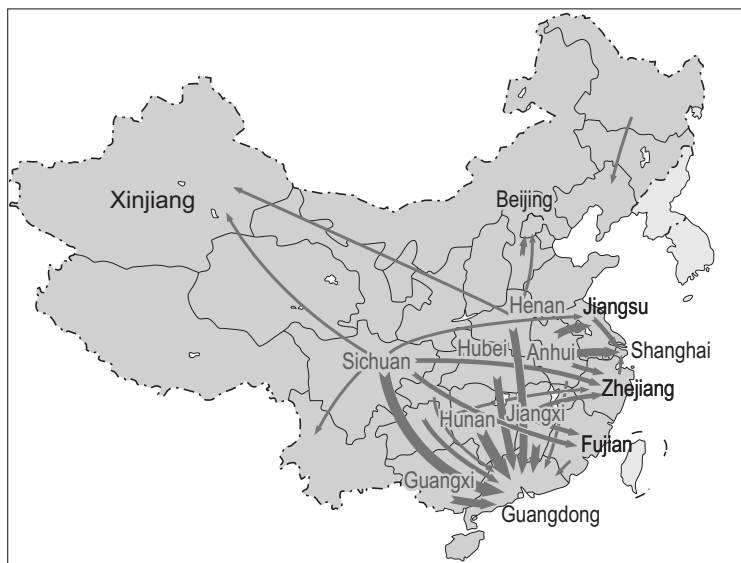 Beijing
Xinjiang
Henan
Jiangsu
Hubei
Anhui
Shanghai
Sichuan
Zhejiang
Hunan
Jiangxi
Fujian
Guangxi
Guangdong